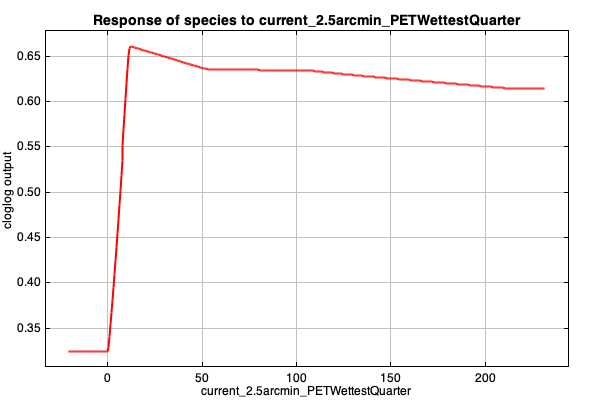 Response of species to current_2.5arcmin_PETWettestQuarter
cloglog output
0.65
0.60
0.55
0.50
0.45
0.40
0.35
0 50 100 150 200
current_2.5arcmin_PETWettestQuarter